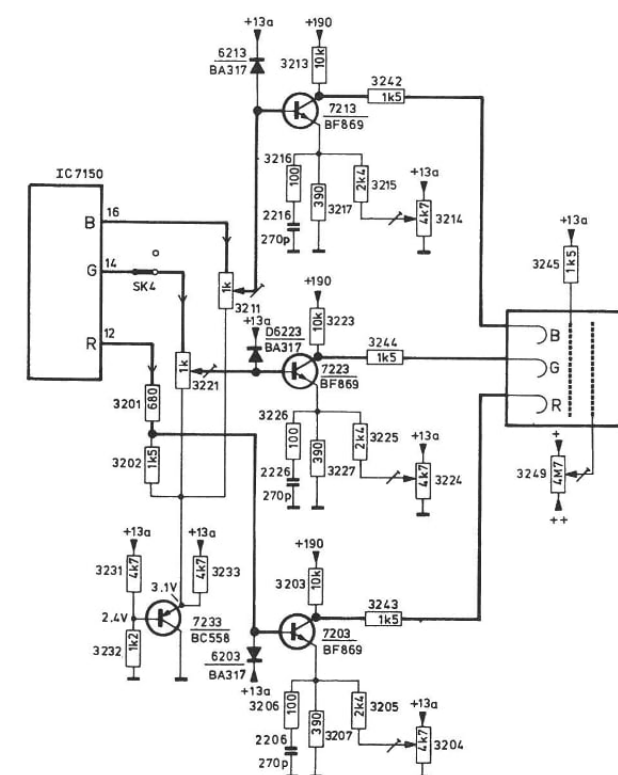 +13a
+190
6213
BA317
3213
10k
3242
1k5
7213
BF869
IC7150
3216
100
390
3217
2k4
3215
+13a
4k7
3214
2216
270p
B
16
G
14
SK4
R
12
1k
3211
+13a
3245
1k5
+190
+13a
D6223
BA317
10k
3223
3244
1k5
7223
BF869
1k
3221
B
G
R
3201
680
3202
1k5
3226
100
390
3227
2k4
3225
+13a
4k7
3224
2226
270p
+
3249
4M7
++
+13a
+13a
3231
4k7
4k7
3233
3.1V
2.4V
7233
BC558
3232
1k2
+190
3203
10k
3243
1k5
7203
BF869
6203
BA317
+13a
3206
100
390
3207
2k4
3205
+13a
4k7
3204
2206
270p